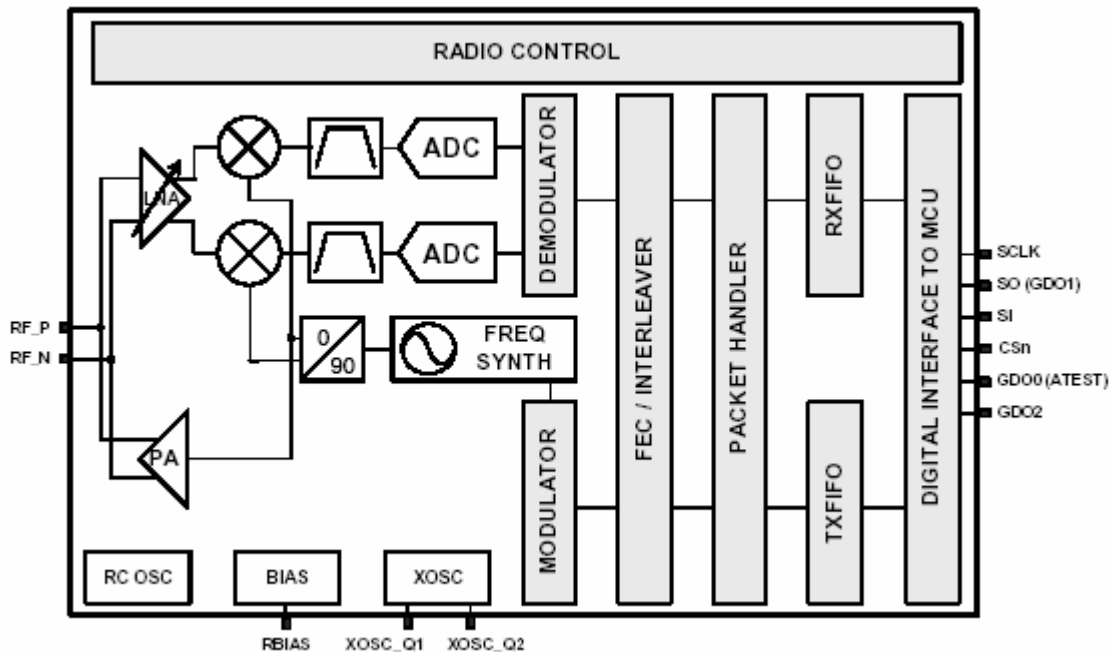 RADIO CONTROL
LNA
ADC
ADC
DEMODULATOR
FEC / INTERLEAVER
PACKET HANDLER
RXFIFO
DIGITAL INTERFACE TO MCU
SCLK
SO (GDO1)
SI
CSn
GDO0 (ATEST)
GDO2
RF_P
RF_N
0
90
FREQ
SYNTH
PA
MODULATOR
TXFIFO
RC OSC
BIAS
XOSC
RBIAS
XOSC_Q1
XOSC_Q2